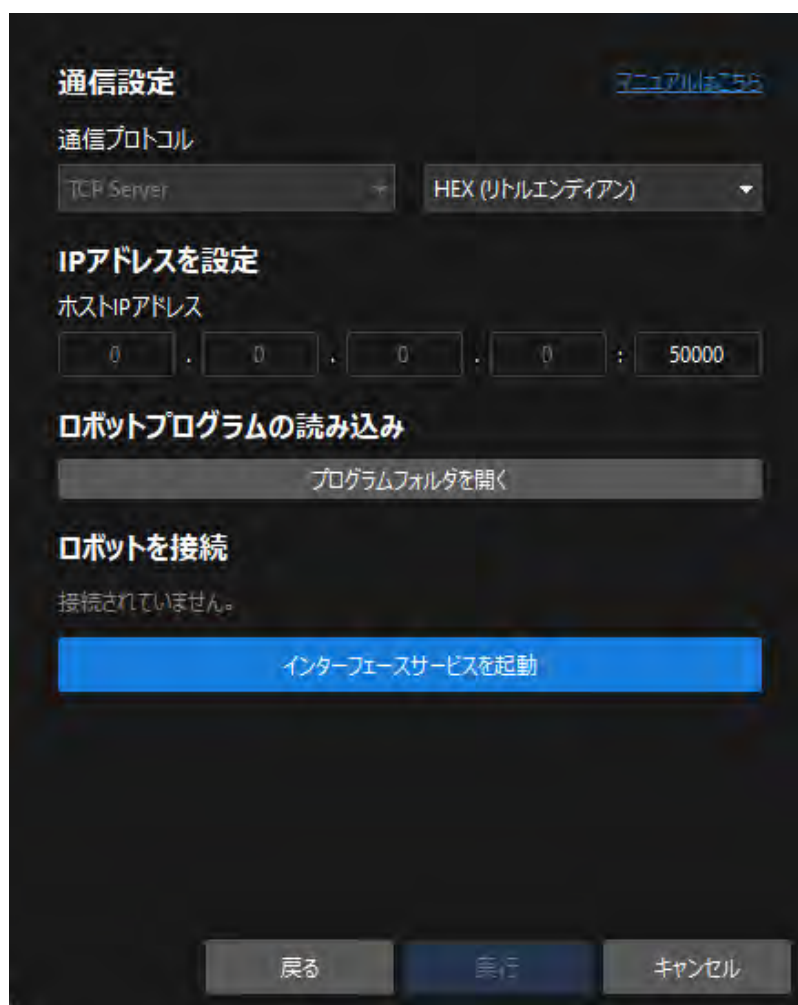 通信設定 マニュアルはこちら
通信プロトコル
TCP Server HEX (リトルエンディアン)
IPアドレスを設定
ホストIPアドレス
0 . 0 . 0 . 0 : 50000
ロボットプログラムの読み込み
プログラムフォルダを開く
ロボットを接続
接続されていません。
インターフェースサービスを起動
戻る 実行 キャンセル